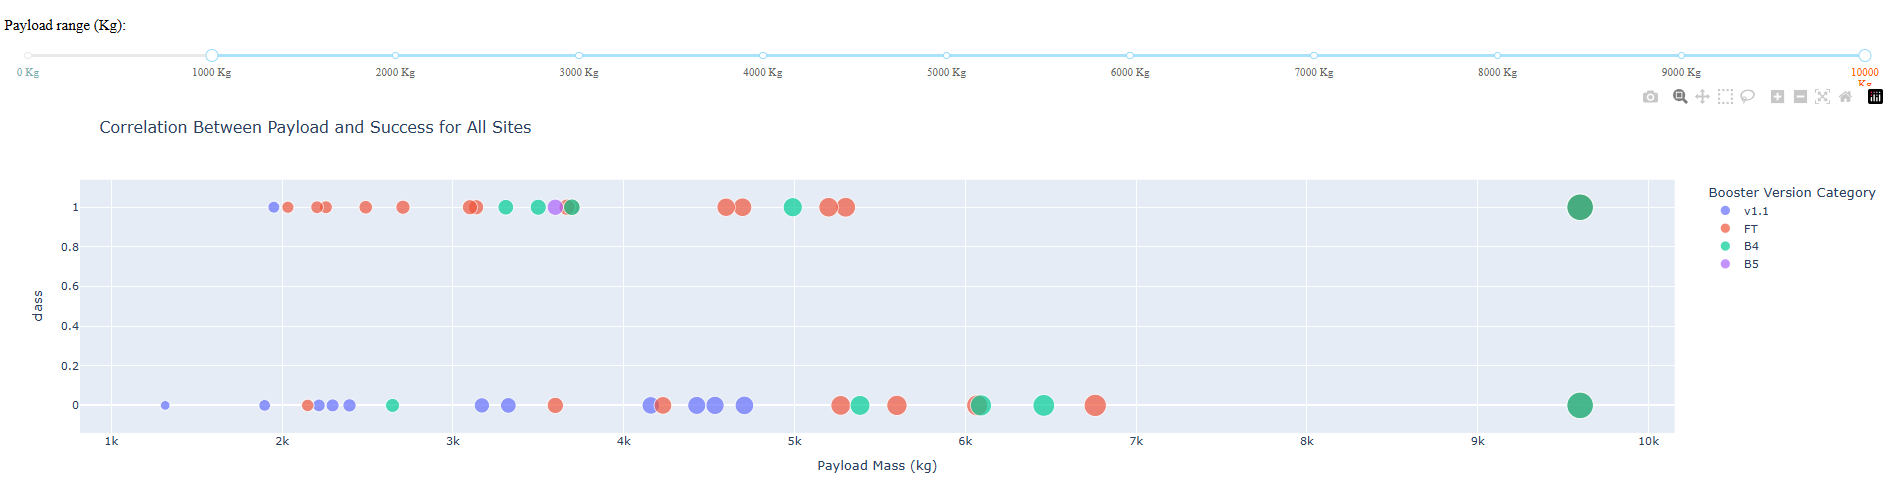 Payload range (Kg):
0 Kg 1000 Kg 2000 Kg 3000 Kg 4000 Kg 5000 Kg 6000 Kg 7000 Kg 8000 Kg 9000 Kg 10000
Kg
Correlation Between Payload and Success for All Sites
Booster Version Category
v1.1
FT
B4
B5
1
0.8
0.6
0.4
0.2
0
class
1k 2k 3k 4k 5k 6k 7k 8k 9k 10k
Payload Mass (kg)